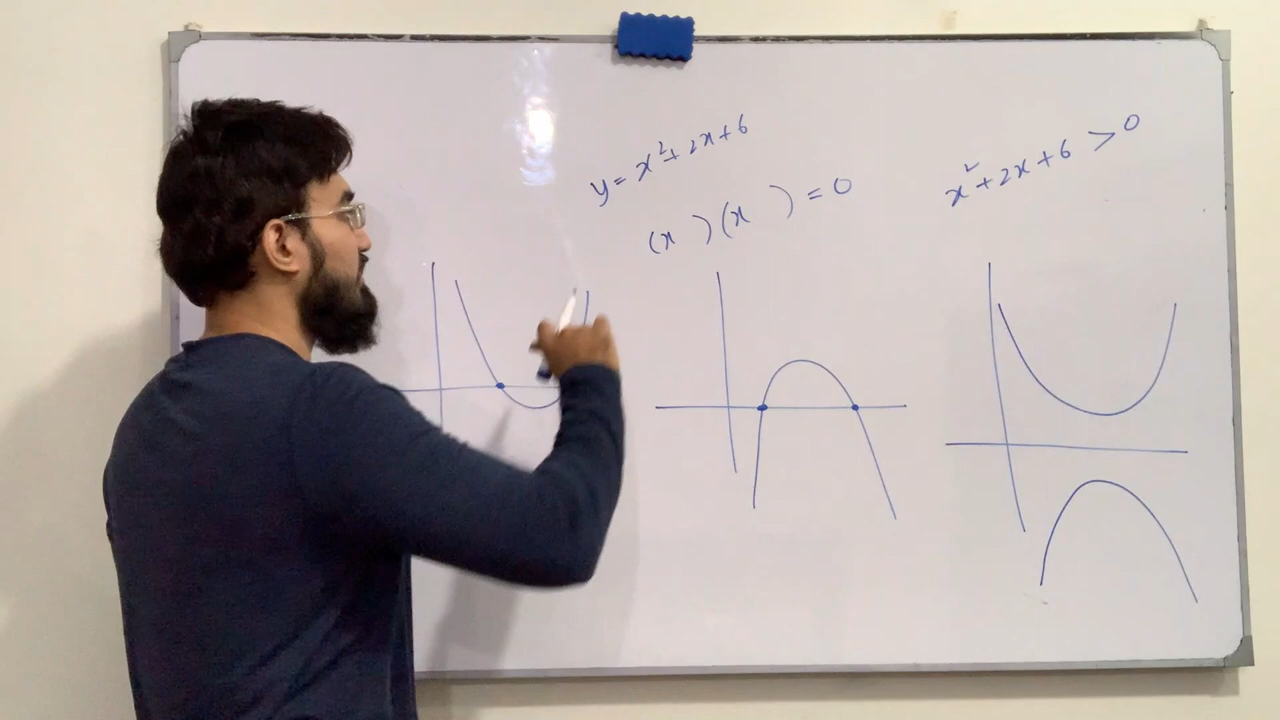 y = x² + 2x + 6
(x )(x ) = 0
x² + 2x + 6 > 0